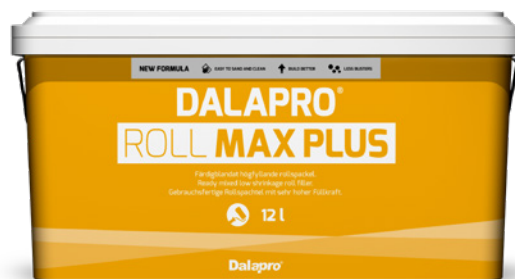 NEW FORMULA EASY TO SAND AND CLEAN BUILD BETTER LESS BLISTERS
DALAPRO®
ROLL MAX PLUS
Färdigblandat högfyllande rollspackel.
Ready mixed low shrinkage roll filler.
Gebrauchsfertige Rollspachtel mit sehr hoher Füllkraft.
12 l
Dalapro®